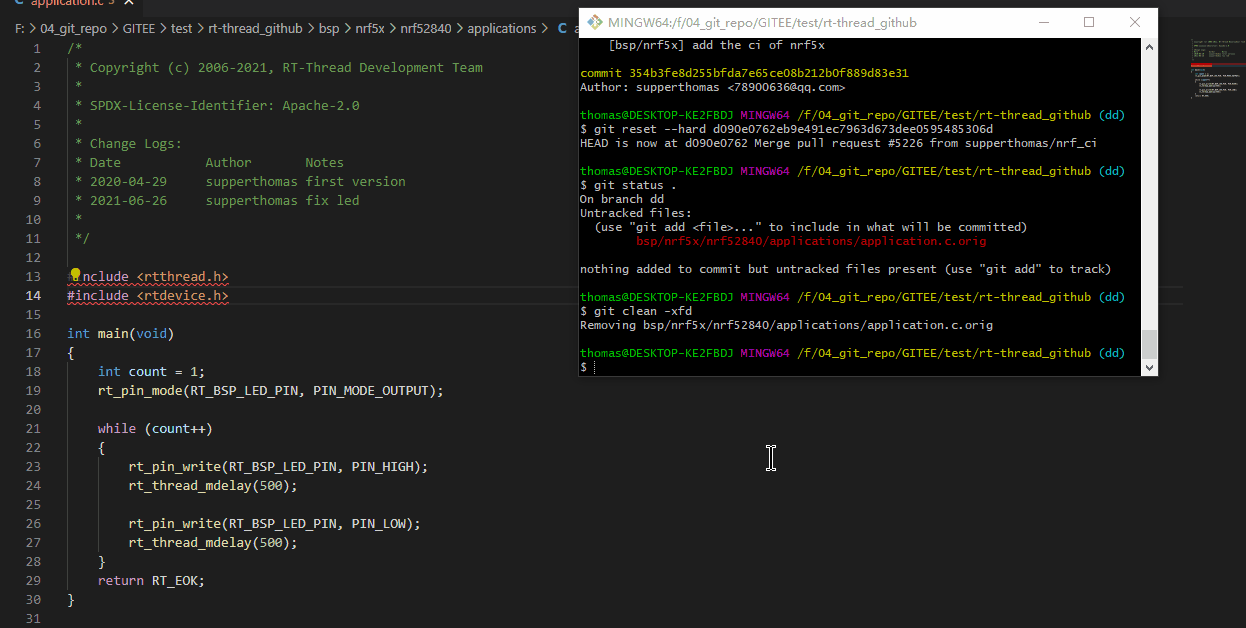 application.c 3
F: > 04_git_repo > GITEE > test > rt-thread_github > bsp > nrf5x > nrf52840 > applications > C
1 /*
2 * Copyright (c) 2006-2021, RT-Thread Development Team
3 *
4 * SPDX-License-Identifier: Apache-2.0
5 *
6 * Change Logs:
7 * Date Author Notes
8 * 2020-04-29 supperthomas first version
9 * 2021-06-26 supperthomas fix led
10 *
11 */
12
13 #include <rtthread.h>
14 #include <rtdevice.h>
15
16 int main(void)
17 {
18 int count = 1;
19 rt_pin_mode(RT_BSP_LED_PIN, PIN_MODE_OUTPUT);
20
21 while (count++)
22 {
23 rt_pin_write(RT_BSP_LED_PIN, PIN_HIGH);
24 rt_thread_mdelay(500);
25
26 rt_pin_write(RT_BSP_LED_PIN, PIN_LOW);
27 rt_thread_mdelay(500);
28 }
29 return RT_EOK;
30 }
31
MINGW64:/f/04_git_repo/GITEE/test/rt-thread_github
[bsp/nrf5x] add the ci of nrf5x
commit 354b3fe8d255bfda7e65ce08b212b0f889d83e31
Author: supperthomas <78900636@qq.com>
thomas@DESKTOP-KE2FBDJ MINGW64 /f/04_git_repo/GITEE/test/rt-thread_github (dd)
$ git reset --hard d090e0762eb9e491ec7963d673dee0595485306d
HEAD is now at d090e0762 Merge pull request #5226 from supperthomas/nrf_ci
thomas@DESKTOP-KE2FBDJ MINGW64 /f/04_git_repo/GITEE/test/rt-thread_github (dd)
$ git status .
On branch dd
Untracked files:
(use "git add <file>..." to include in what will be committed)
bsp/nrf5x/nrf52840/applications/application.c.orig
nothing added to commit but untracked files present (use "git add" to track)
thomas@DESKTOP-KE2FBDJ MINGW64 /f/04_git_repo/GITEE/test/rt-thread_github (dd)
$ git clean -xfd
Removing bsp/nrf5x/nrf52840/applications/application.c.orig
thomas@DESKTOP-KE2FBDJ MINGW64 /f/04_git_repo/GITEE/test/rt-thread_github (dd)
$